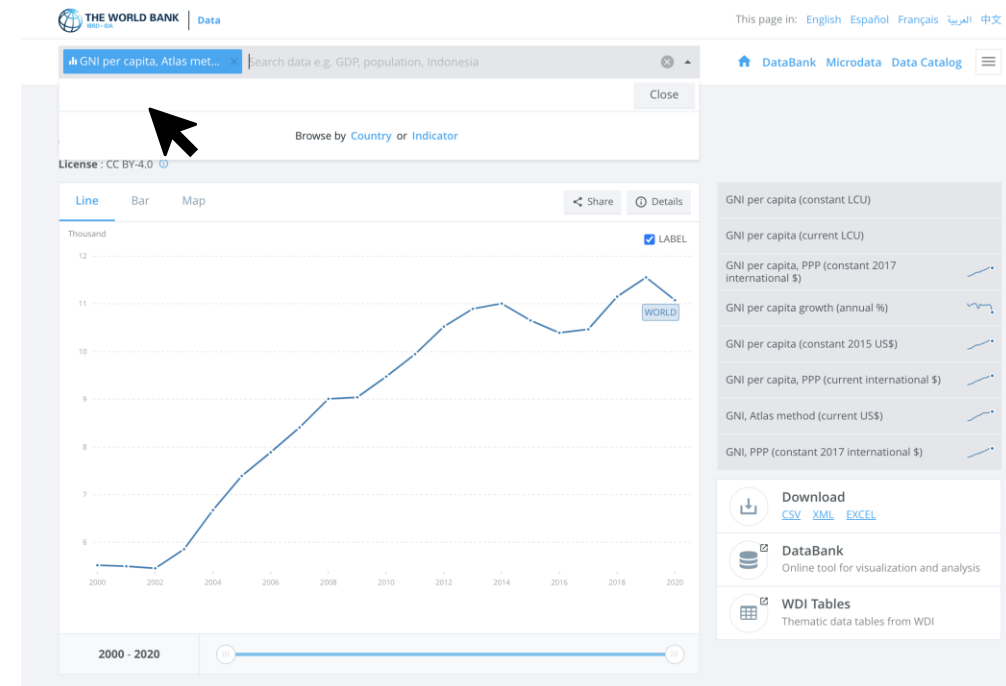 THE WORLD BANK
IBRD • IDA
Data
This page in: English Español Français العربية 中文
GNI per capita, Atlas met... × Search data e.g. GDP, population, Indonesia
DataBank Microdata Data Catalog
Close
Browse by Country or Indicator
License : CC BY-4.0
Line Bar Map
Share Details
Thousand
LABEL
12
11
10
9
8
7
6
WORLD
2000 2002 2004 2006 2008 2010 2012 2014 2016 2018 2020
2000 - 2020
GNI per capita (constant LCU)
GNI per capita (current LCU)
GNI per capita, PPP (constant 2017
international $)
GNI per capita growth (annual %)
GNI per capita (constant 2015 US$)
GNI per capita, PPP (current international $)
GNI, Atlas method (current US$)
GNI, PPP (constant 2017 international $)
Download
CSV XML EXCEL
DataBank
Online tool for visualization and analysis
WDI Tables
Thematic data tables from WDI